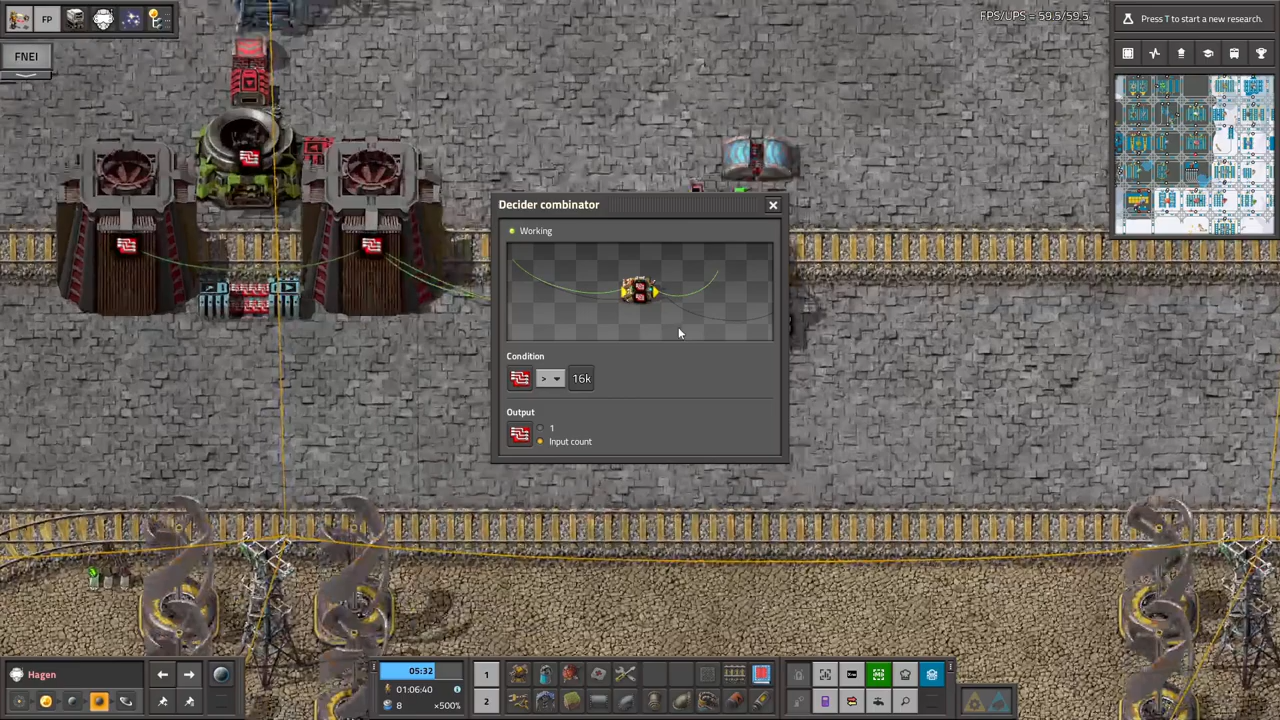 FP
FPS/UPS = 59.5/59.5
Press T to start a new research.
FNEI
Decider combinator
Working
Condition
>
16k
Output
1
Input count
Hagen
05:32
01:06:40
8
×500%
1
2